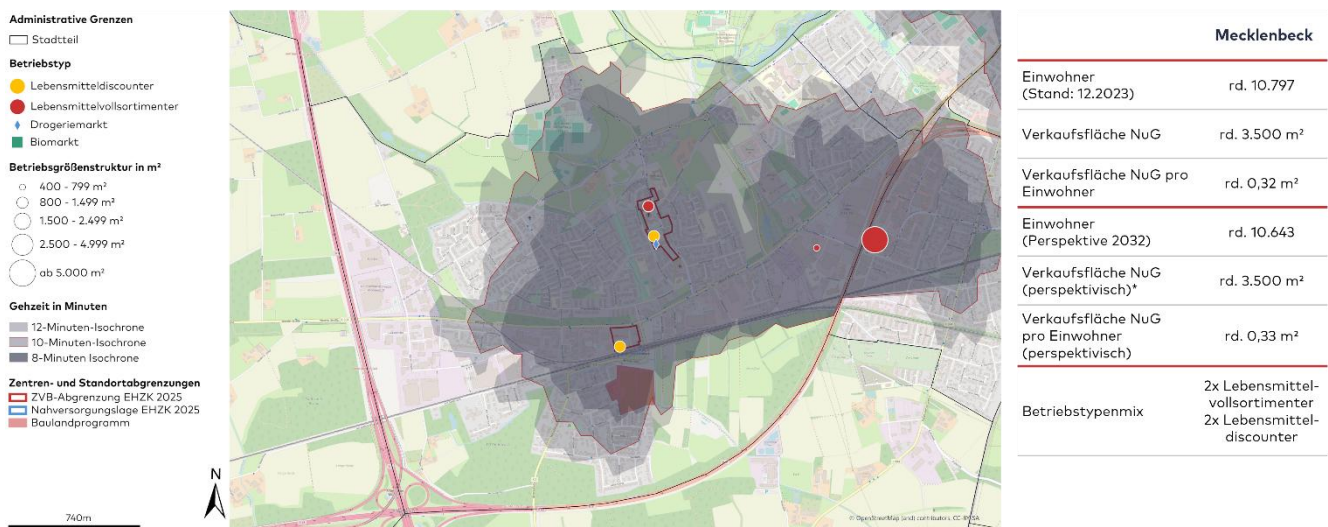 Administrative Grenzen
Stadtteil
Betriebstyp
Lebensmitteldiscounter
Lebensmittelvollsortimenter
Drogeriemarkt
Biomarkt
Betriebsgrößenstruktur in m²
400 - 799 m²
800 - 1.499 m²
1.500 - 2.499 m²
2.500 - 4.999 m²
ab 5.000 m²
Gehzeit in Minuten
12-Minuten-Isochrone
10-Minuten-Isochrone
8-Minuten Isochrone
Zentren- und Standortabgrenzungen
ZVB-Abgrenzung EHZK 2025
Nahversorgungslage EHZK 2025
Baulandprogramm
740m
N
© OpenStreetMap (and) contributors, CC-BY-SA
Mecklenbeck
Einwohner
(Stand: 12.2023)
rd. 10.797
Verkaufsfläche NuG
rd. 3.500 m²
Verkaufsfläche NuG pro
Einwohner
rd. 0,32 m²
Einwohner
(Perspektive 2032)
rd. 10.643
Verkaufsfläche NuG
(perspektivisch)*
rd. 3.500 m²
Verkaufsfläche NuG
pro Einwohner
(perspektivisch)
rd. 0,33 m²
Betriebstypenmix
2x Lebensmittel-
vollsortimenter
2x Lebensmittel-
discounter